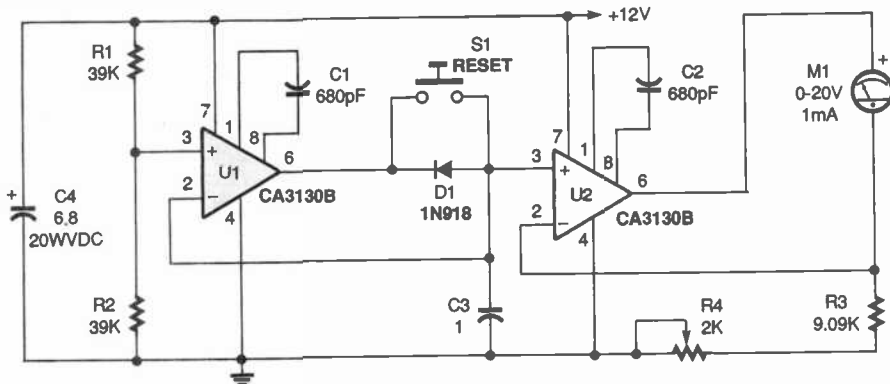 +12V
R1
39K
C1
680pF
S1
RESET
C2
680pF
M1
0-20V
1mA
+
7
1
8
3
+
U1
6
2
−
4
CA3130B
D1
1N918
7
1
8
3
+
U2
6
2
−
4
CA3130B
+
C4
6.8
20WVDC
R2
39K
C3
1
R4
2K
R3
9.09K